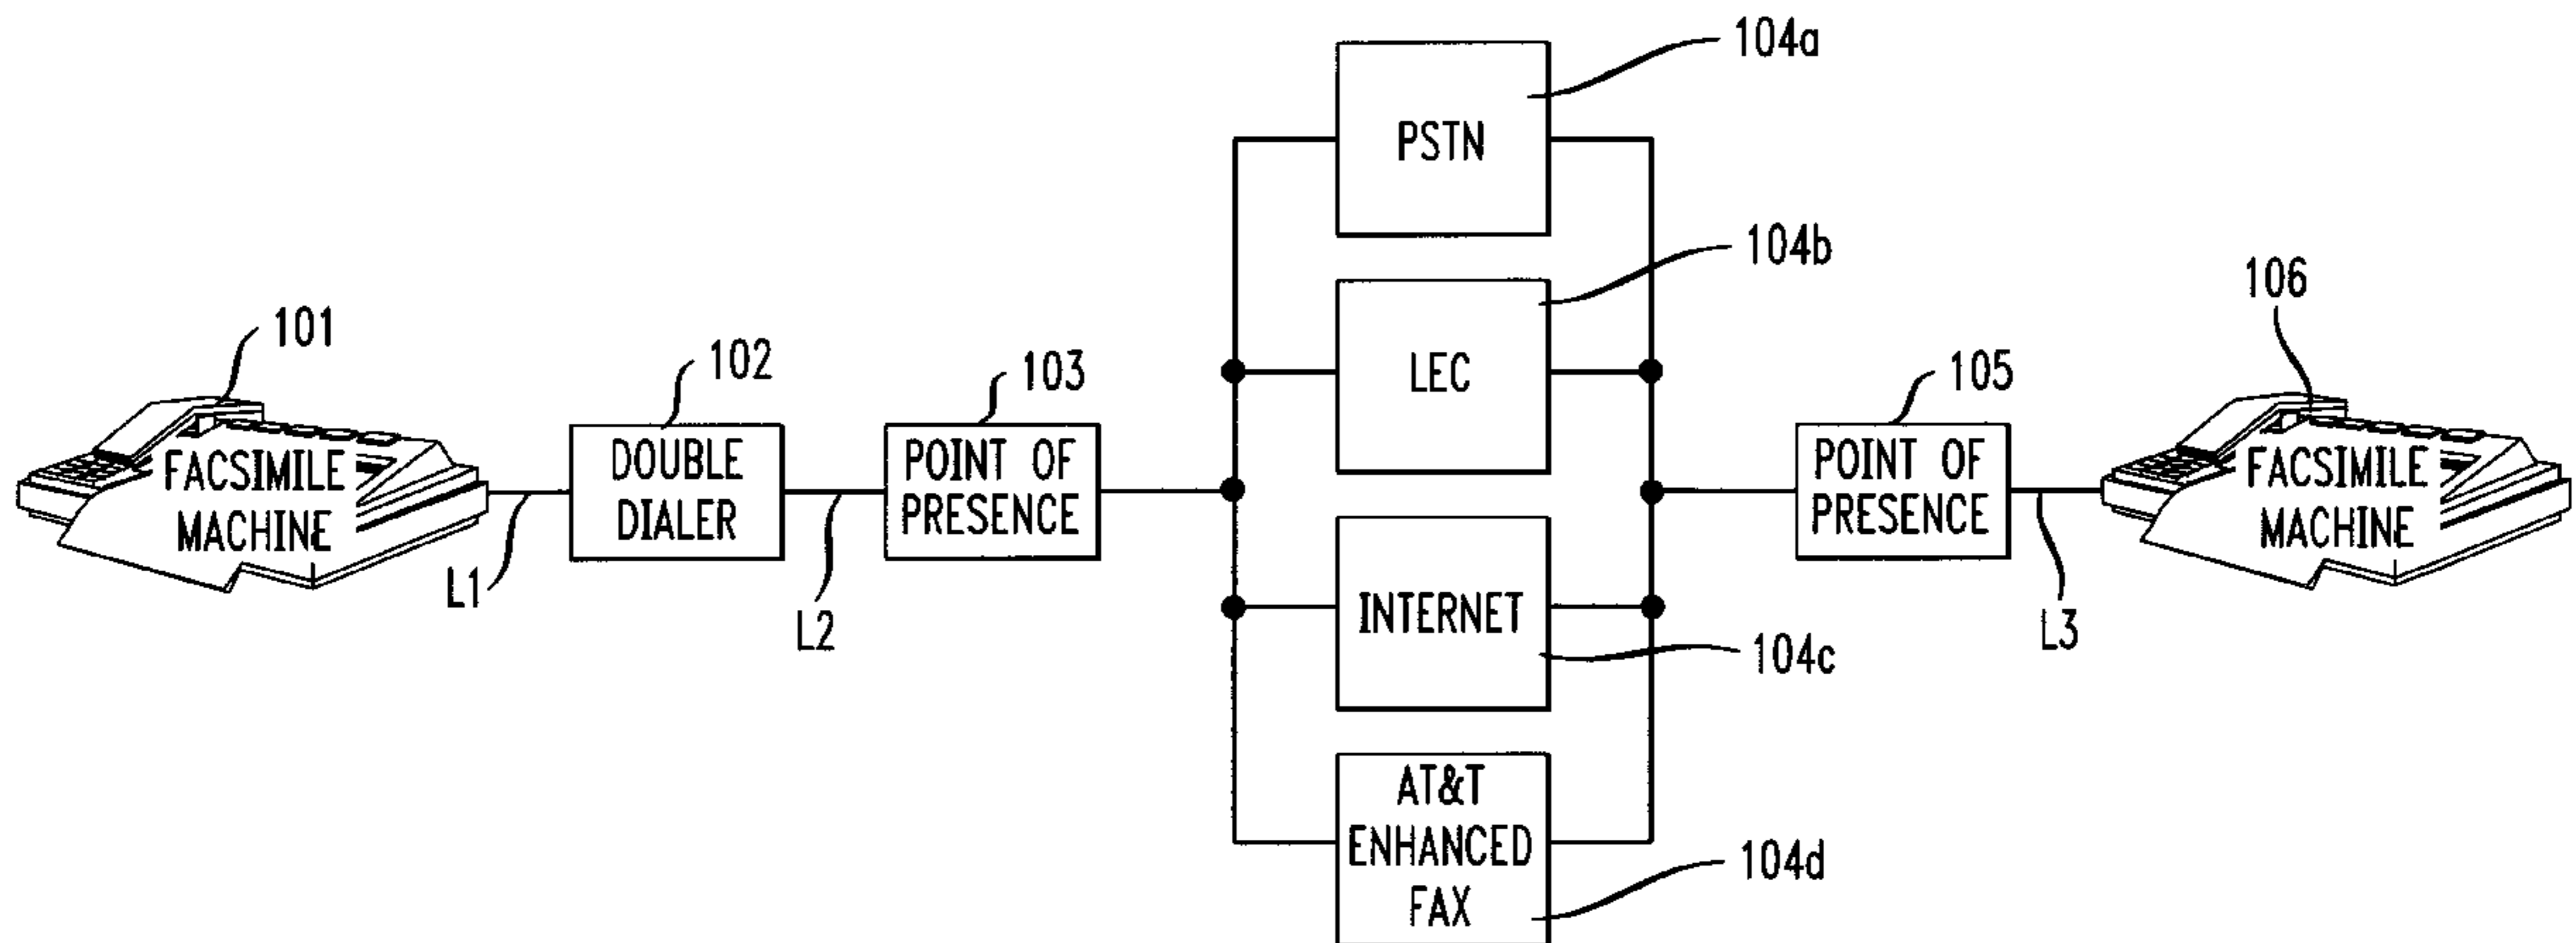 101
FACSIMILE
MACHINE
L1
102
DOUBLE
DIALER
L2
103
POINT OF
PRESENCE
104a
PSTN
104b
LEC
INTERNET
104c
AT&T
ENHANCED
FAX
104d
105
POINT OF
PRESENCE
L3
106
FACSIMILE
MACHINE